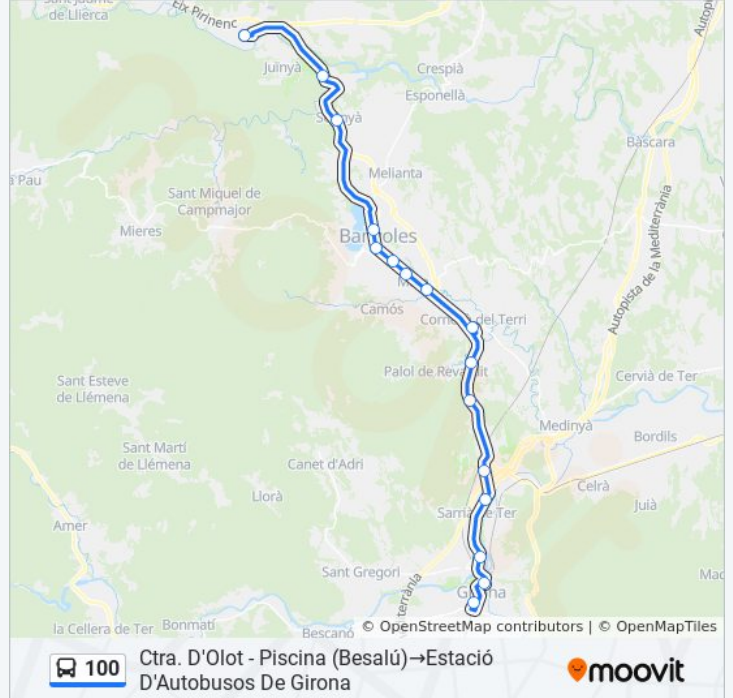 Sant Jaume
de Llierca
Eix Pirinenc
Autop
Juïnyà
Crespià
Esponellà
Bàscara
a Pau
Melianta
Sant Miquel de
Campmajor
Mieres
Banyoles
Autopista de la Mediterrània
Camós
Cornellà del Terri
Palol de Revardit
Sant Esteve
de Llémena
Cervià de Ter
Medinyà
Bordils
Sant Martí
de Llémena
Canet d'Adri
Celrà
Llorà
Juià
Sarrià de Ter
Amer
Sant Gregori
terrània
Girona
Bonmatí
la Cellera de Ter
Bescanó
© OpenStreetMap contributors | © OpenMapTiles
100
Ctra. D'Olot - Piscina (Besalú)→Estació
D'Autobusos De Girona
moovit